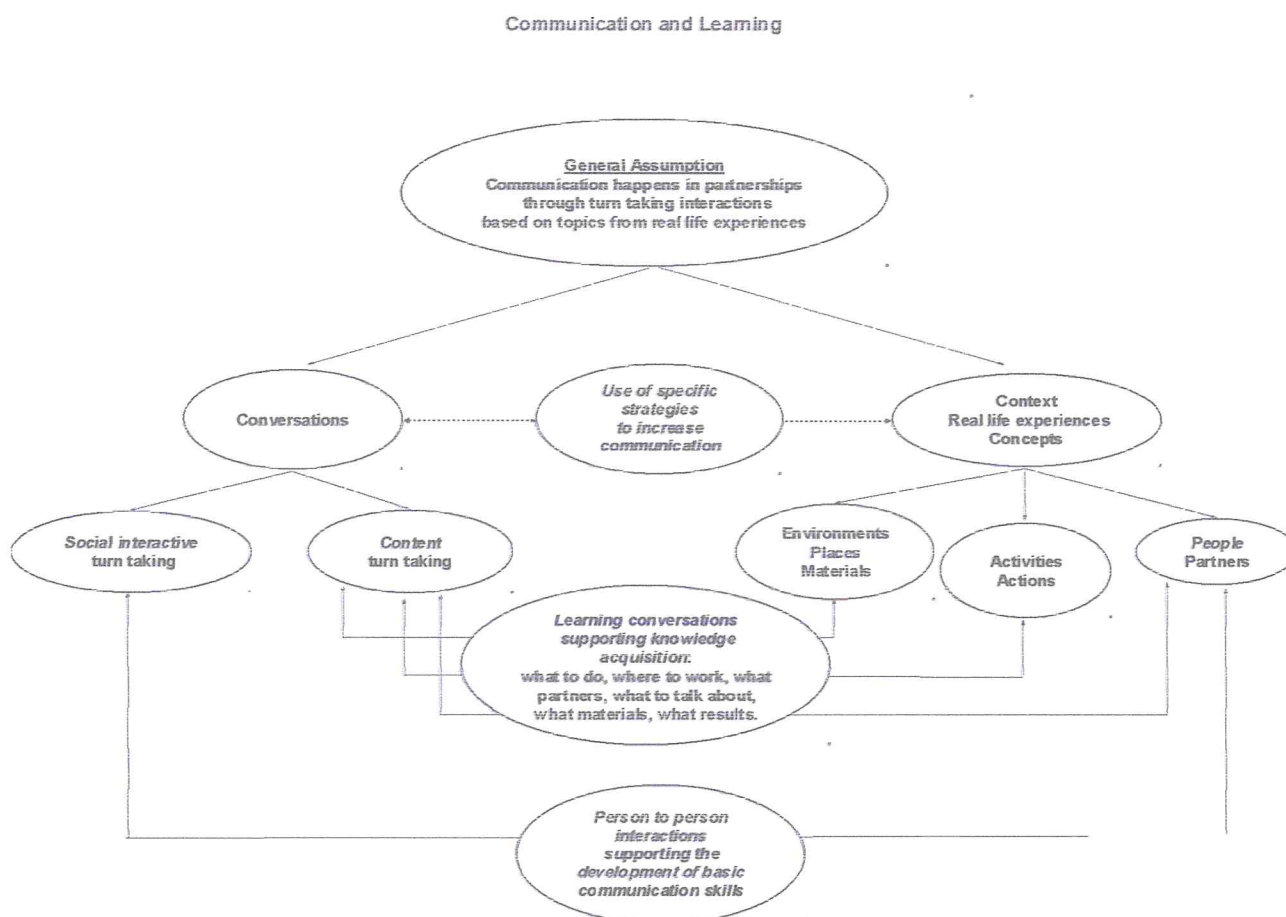 Communication and Learning
General Assumption
Communication happens in partnerships
through turn taking interactions
based on topics from real life experiences
Conversations
Use of specific
strategies
to increase
communication
Context
Real life experiences
Concepts
Social interactive
turn taking
Content
turn taking
Environments
Places
Materials
Activities
Actions
People
Partners
Learning conversations
supporting knowledge
acquisition:
what to do, where to work, what
partners, what to talk about,
what materials, what results.
Person to person
interactions
supporting the
development of basic
communication skills